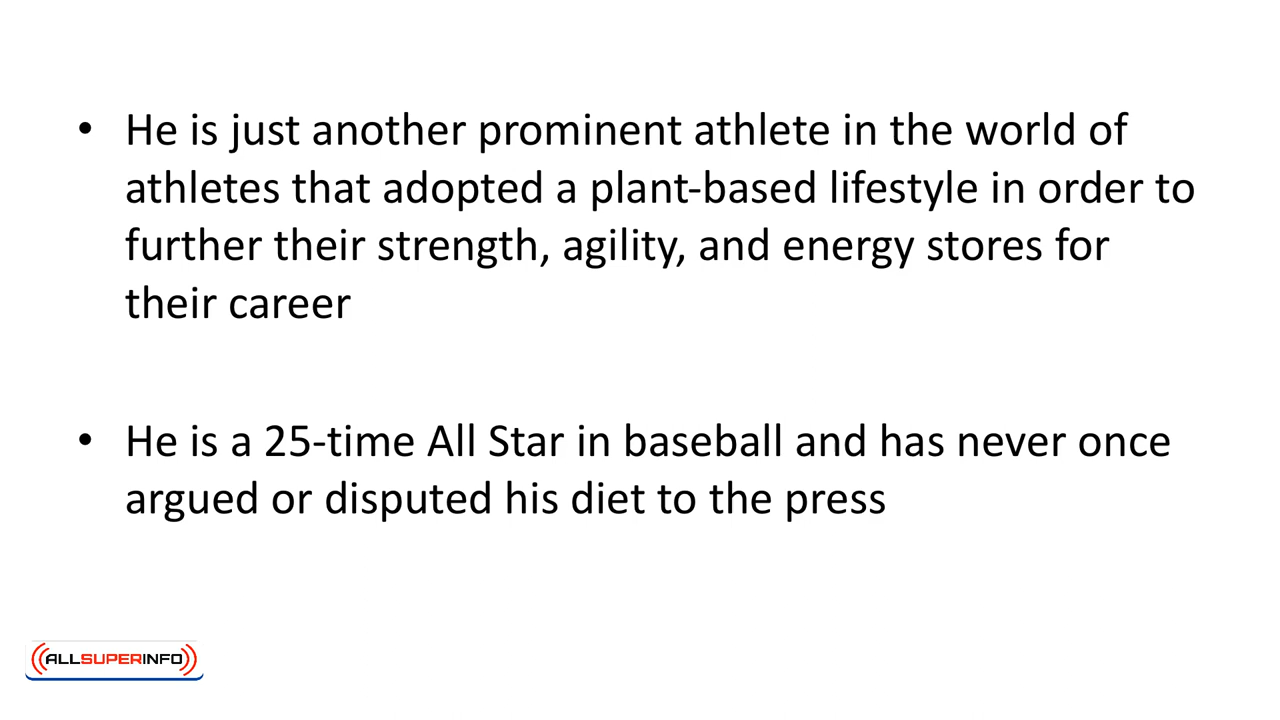 • He is just another prominent athlete in the world of
athletes that adopted a plant-based lifestyle in order to
further their strength, agility, and energy stores for
their career
• He is a 25-time All Star in baseball and has never once
argued or disputed his diet to the press
ALLSUPERINFO